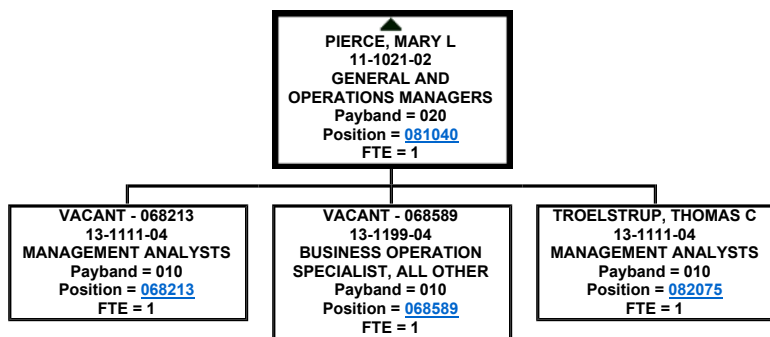 PIERCE, MARY L
11-1021-02
GENERAL AND
OPERATIONS MANAGERS
Payband = 020
Position = 081040
FTE = 1
VACANT - 068213
13-1111-04
MANAGEMENT ANALYSTS
Payband = 010
Position = 068213
FTE = 1
VACANT - 068589
13-1199-04
BUSINESS OPERATION
SPECIALIST, ALL OTHER
Payband = 010
Position = 068589
FTE = 1
TROELSTRUP, THOMAS C
13-1111-04
MANAGEMENT ANALYSTS
Payband = 010
Position = 082075
FTE = 1